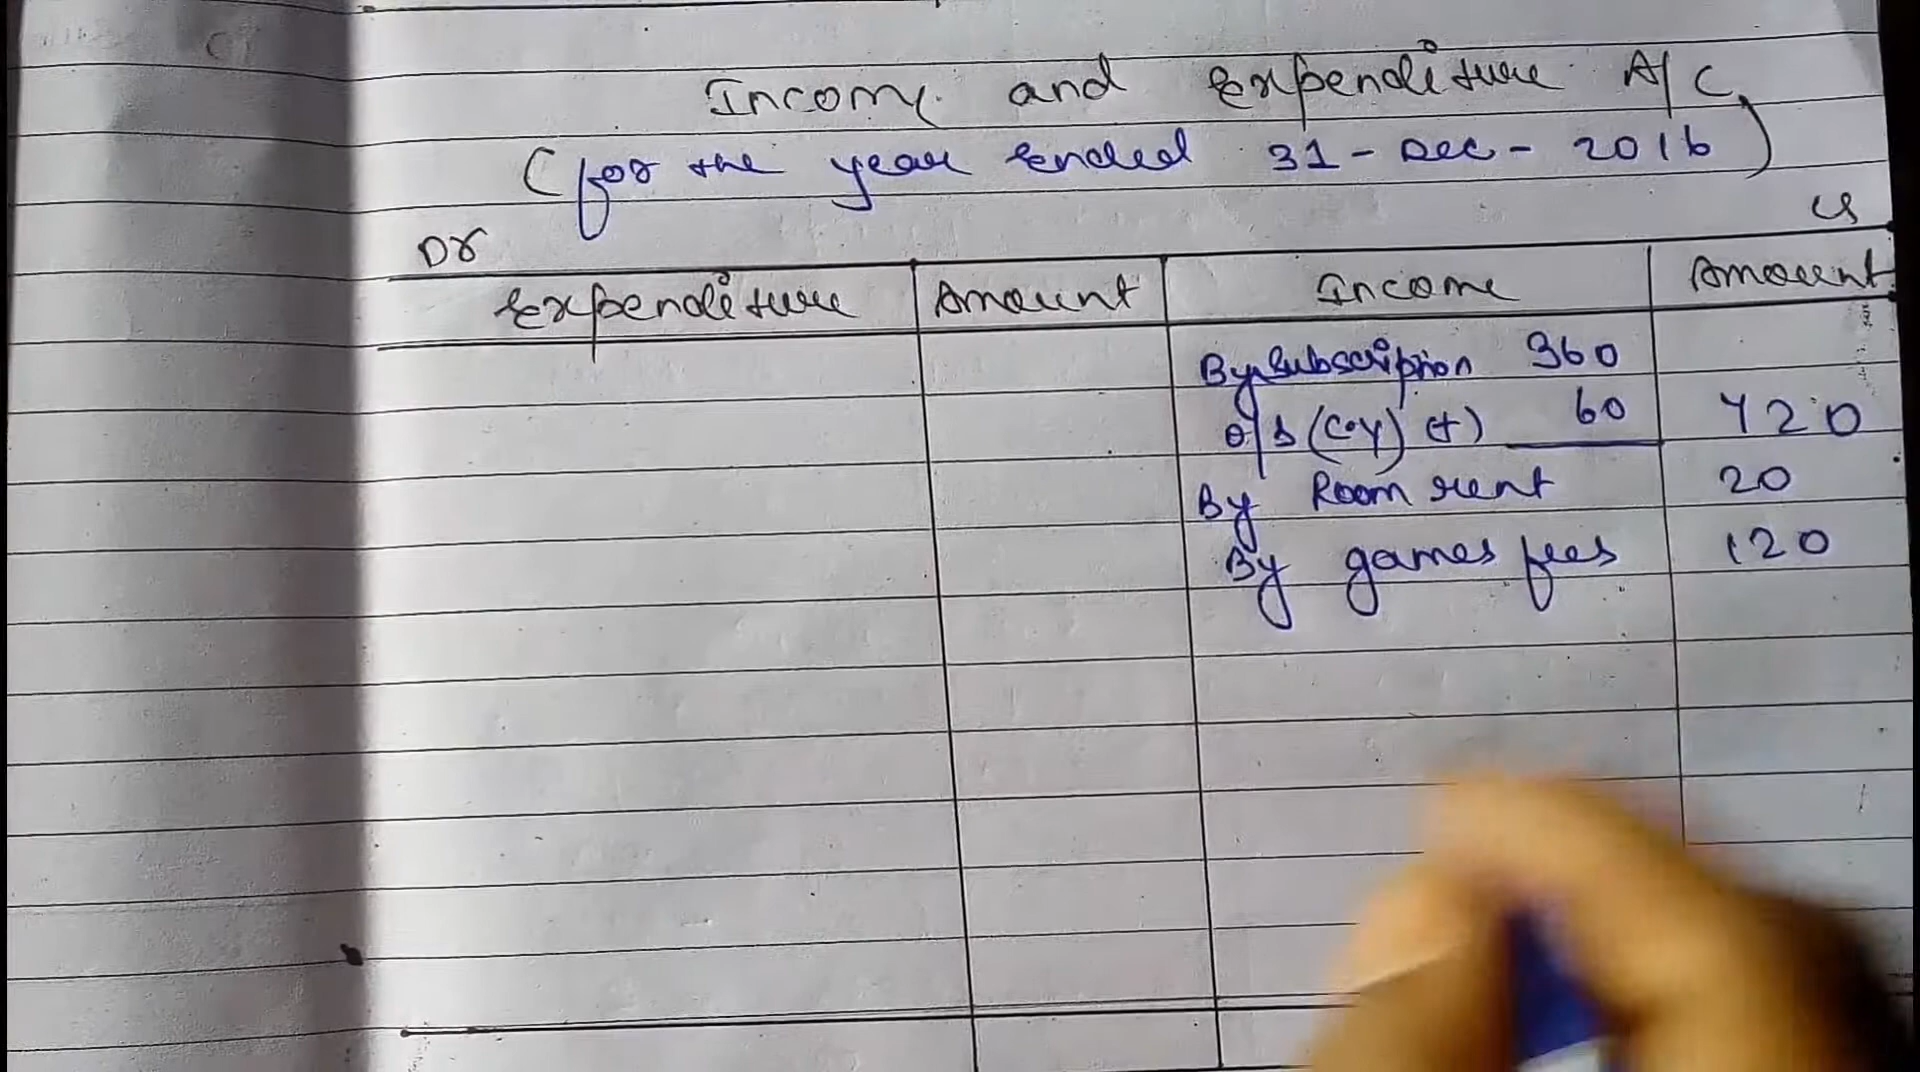 Income and Expenditure A/C
(for the year ended 31-Dec-2016)
Dr Cr
Expenditure Amount Income Amount
By Subscription 360
O/S (C.Y) (+) 60 420
By Room rent 20
By games fees 120